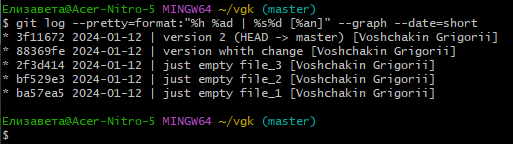 Елизавета@Acer-Nitro-5 MINGW64 ~/vgk (master)
$ git log --pretty=format:"%h %ad | %s%d [%an]" --graph --date=short
* 3f11672 2024-01-12 | version 2 (HEAD -> master) [Voshchakin Grigorii]
* 88369fe 2024-01-12 | version whith change [Voshchakin Grigorii]
* 2f3d414 2024-01-12 | just empty file_3 [Voshchakin Grigorii]
* bf529e3 2024-01-12 | just empty file_2 [Voshchakin Grigorii]
* ba57ea5 2024-01-12 | just empty file_1 [Voshchakin Grigorii]
Елизавета@Acer-Nitro-5 MINGW64 ~/vgk (master)
$